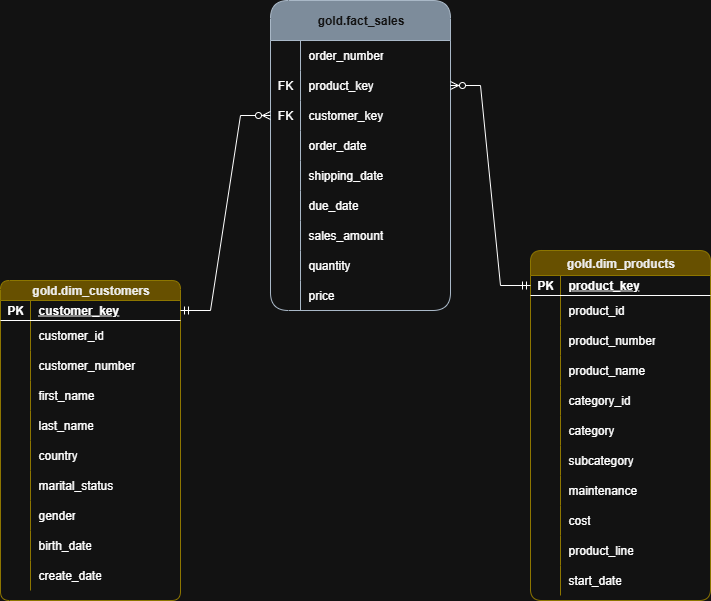 gold.fact_sales
order_number
FK product_key
FK customer_key
order_date
shipping_date
due_date
sales_amount
quantity
price
gold.dim_customers
PK customer_key
customer_id
customer_number
first_name
last_name
country
marital_status
gender
birth_date
create_date
gold.dim_products
PK product_key
product_id
product_number
product_name
category_id
category
subcategory
maintenance
cost
product_line
start_date